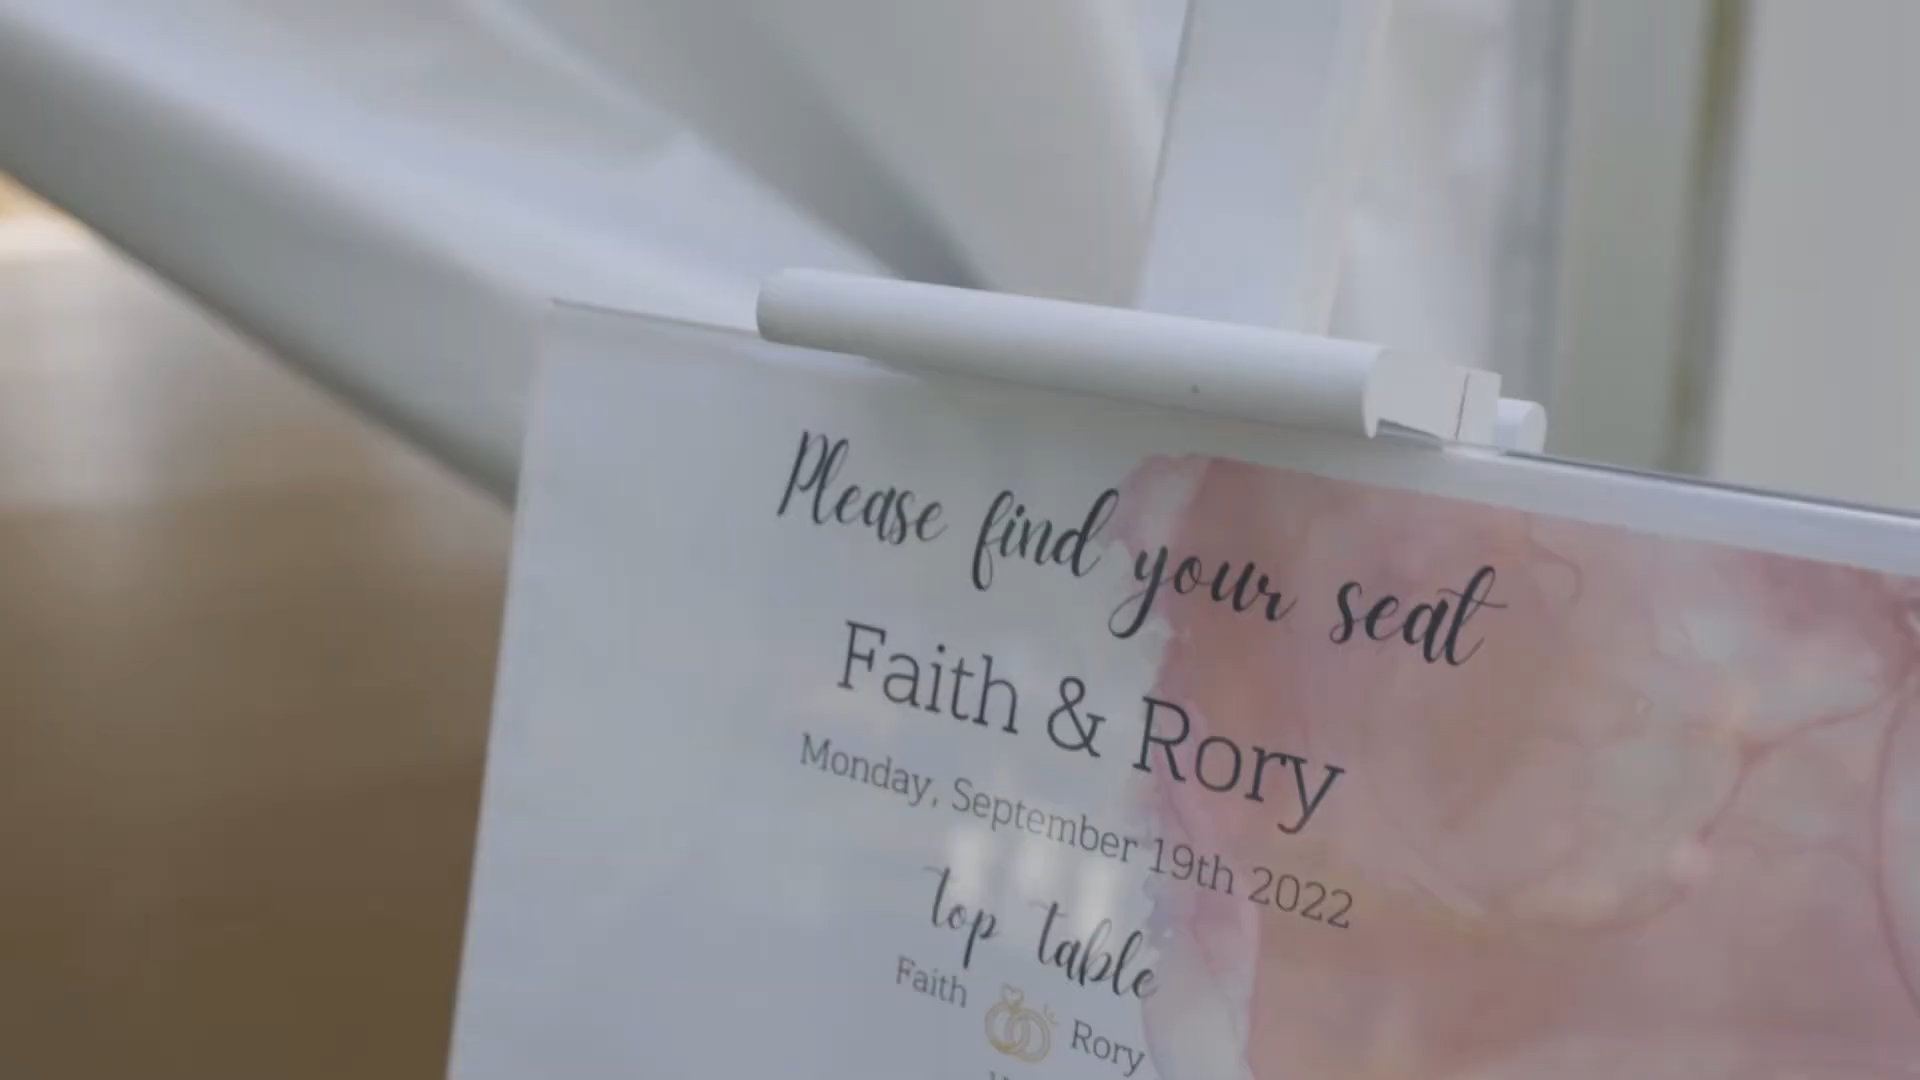 Please find your seat
Faith & Rory
Monday, September 19th 2022
top table
Faith Rory